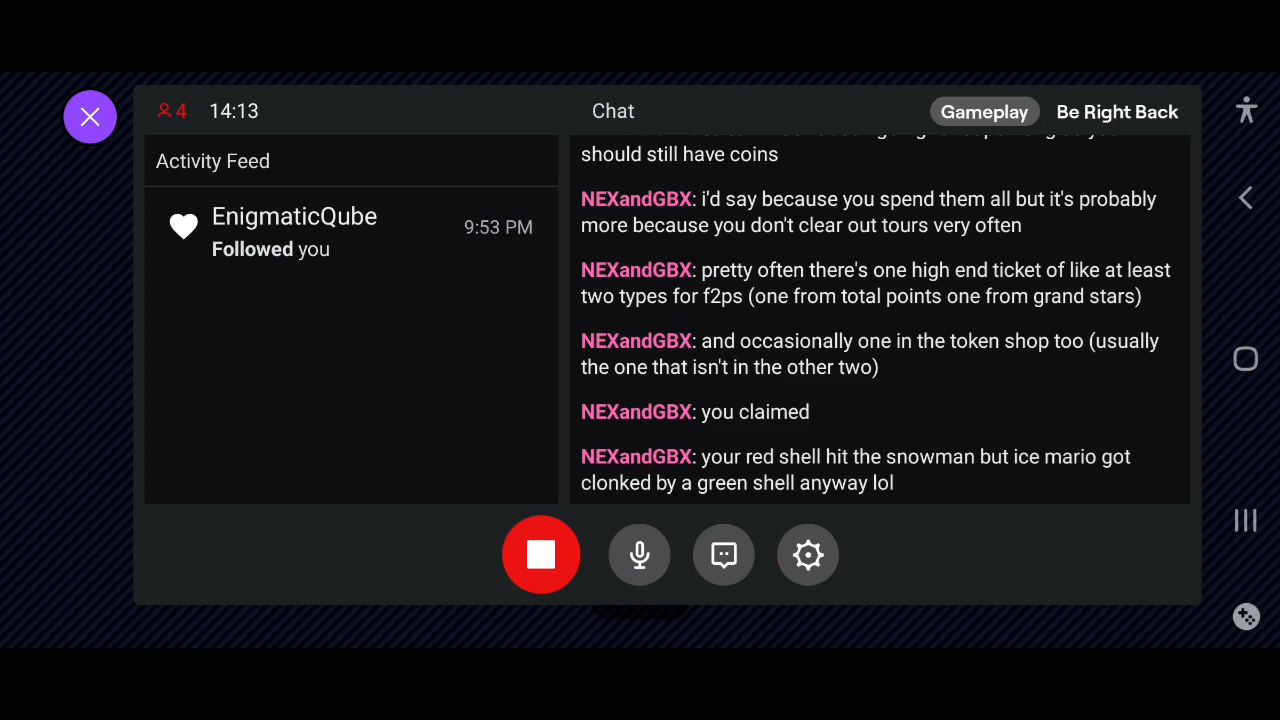 4 14:13 Chat Gameplay Be Right Back
Activity Feed
EnigmaticQube
Followed you
9:53 PM
should still have coins
NEXandGBX: i'd say because you spend them all but it's probably
more because you don't clear out tours very often
NEXandGBX: pretty often there's one high end ticket of like at least
two types for f2ps (one from total points one from grand stars)
NEXandGBX: and occasionally one in the token shop too (usually
the one that isn't in the other two)
NEXandGBX: you claimed
NEXandGBX: your red shell hit the snowman but ice mario got
clonked by a green shell anyway lol